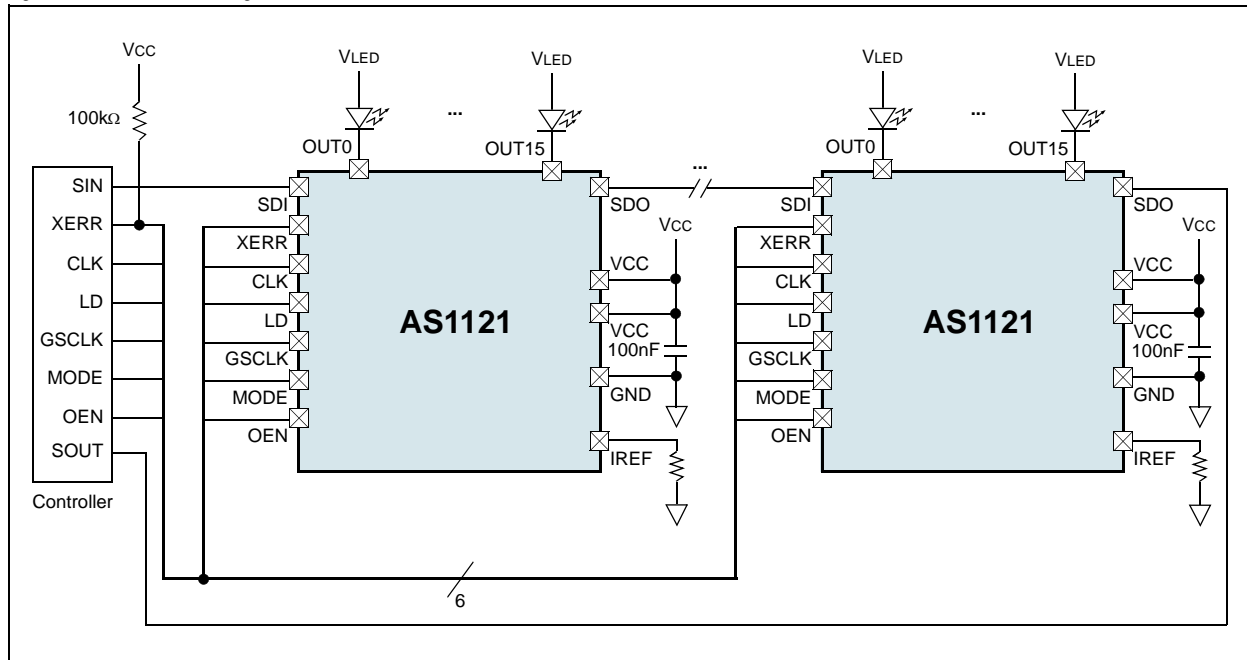 VCC
100kΩ
SIN
XERR
CLK
LD
GSCLK
MODE
OEN
SOUT
Controller
VLED
...
VLED
OUT0
OUT15
SDI
XERR
CLK
LD
GSCLK
MODE
OEN
AS1121
SDO
VCC
VCC
VCC
100nF
GND
IREF
...
VLED
...
VLED
OUT0
OUT15
SDI
XERR
CLK
LD
GSCLK
MODE
OEN
AS1121
SDO
VCC
VCC
VCC
100nF
GND
IREF
6